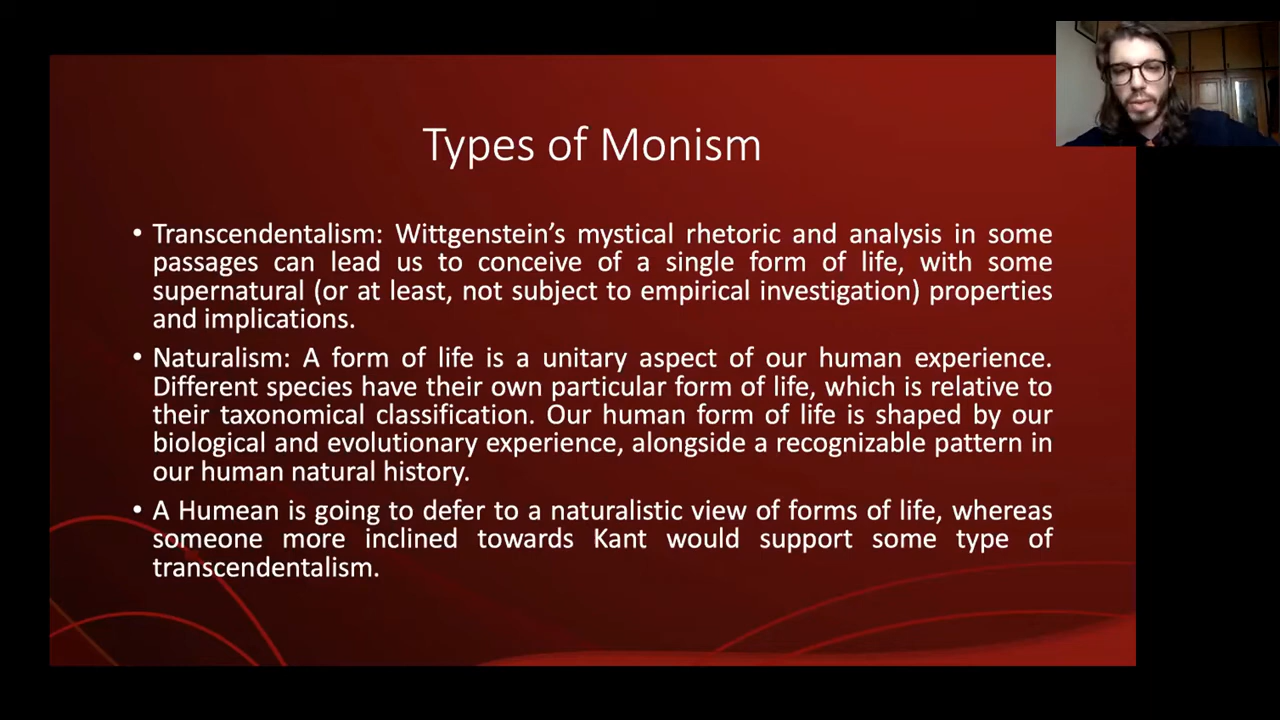 Types of Monism
• Transcendentalism: Wittgenstein's mystical rhetoric and analysis in some
passages can lead us to conceive of a single form of life, with some
supernatural (or at least, not subject to empirical investigation) properties
and implications.
• Naturalism: A form of life is a unitary aspect of our human experience.
Different species have their own particular form of life, which is relative to
their taxonomical classification. Our human form of life is shaped by our
biological and evolutionary experience, alongside a recognizable pattern in
our human natural history.
• A Humean is going to defer to a naturalistic view of forms of life, whereas
someone more inclined towards Kant would support some type of
transcendentalism.